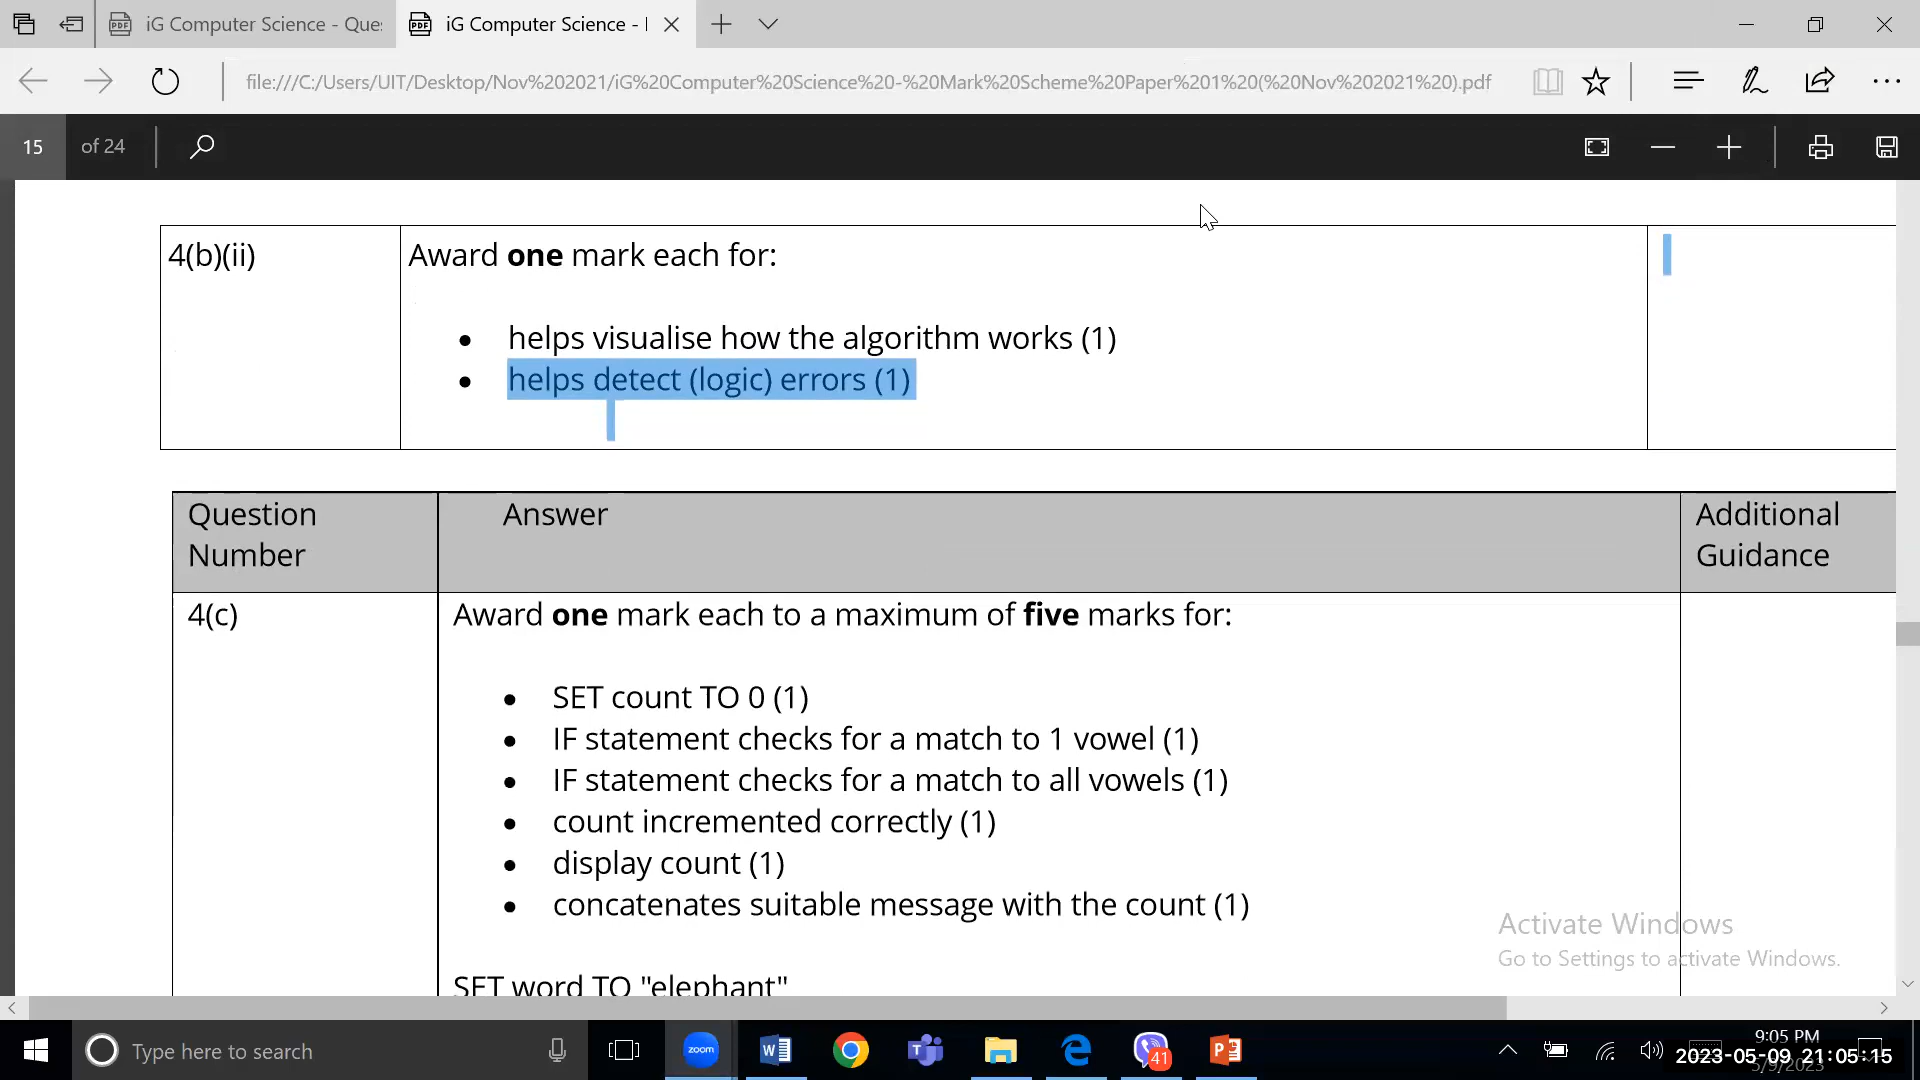 iG Computer Science - Que
iG Computer Science - I
file:///C:/Users/UIT/Desktop/Nov%202021/iG%20Computer%20Science%20-%20Mark%20Scheme%20Paper%201%20(%20Nov%202021%20).pdf
15 of 24
4(b)(ii)
Award one mark each for:
• helps visualise how the algorithm works (1)
• helps detect (logic) errors (1)
Question Number
Answer
Additional Guidance
4(c)
Award one mark each to a maximum of five marks for:
• SET count TO 0 (1)
• IF statement checks for a match to 1 vowel (1)
• IF statement checks for a match to all vowels (1)
• count incremented correctly (1)
• display count (1)
• concatenates suitable message with the count (1)
SET word TO "elephant"
Activate Windows
Go to Settings to activate Windows.
Type here to search
zoom
41
9:05 PM
5/9/2023
2023-05-09 21:05:15